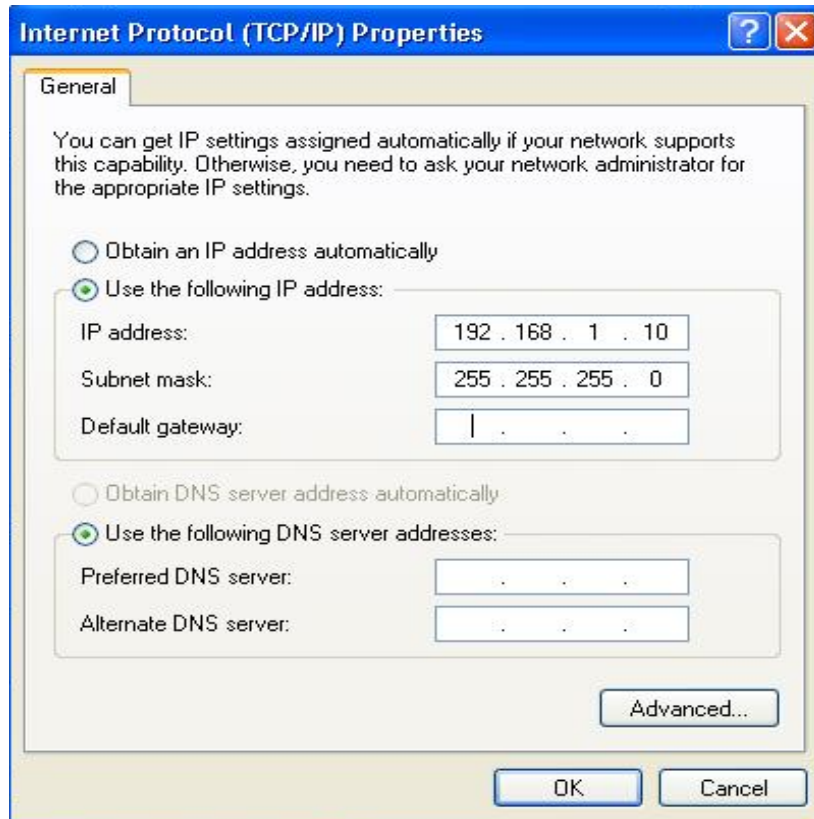 Internet Protocol (TCP/IP) Properties
General
You can get IP settings assigned automatically if your network supports
this capability. Otherwise, you need to ask your network administrator for
the appropriate IP settings.
Obtain an IP address automatically
Use the following IP address:
IP address: 192 . 168 . 1 . 10
Subnet mask: 255 . 255 . 255 . 0
Default gateway: . . .
Obtain DNS server address automatically
Use the following DNS server addresses:
Preferred DNS server: . . .
Alternate DNS server: . . .
Advanced...
OK Cancel